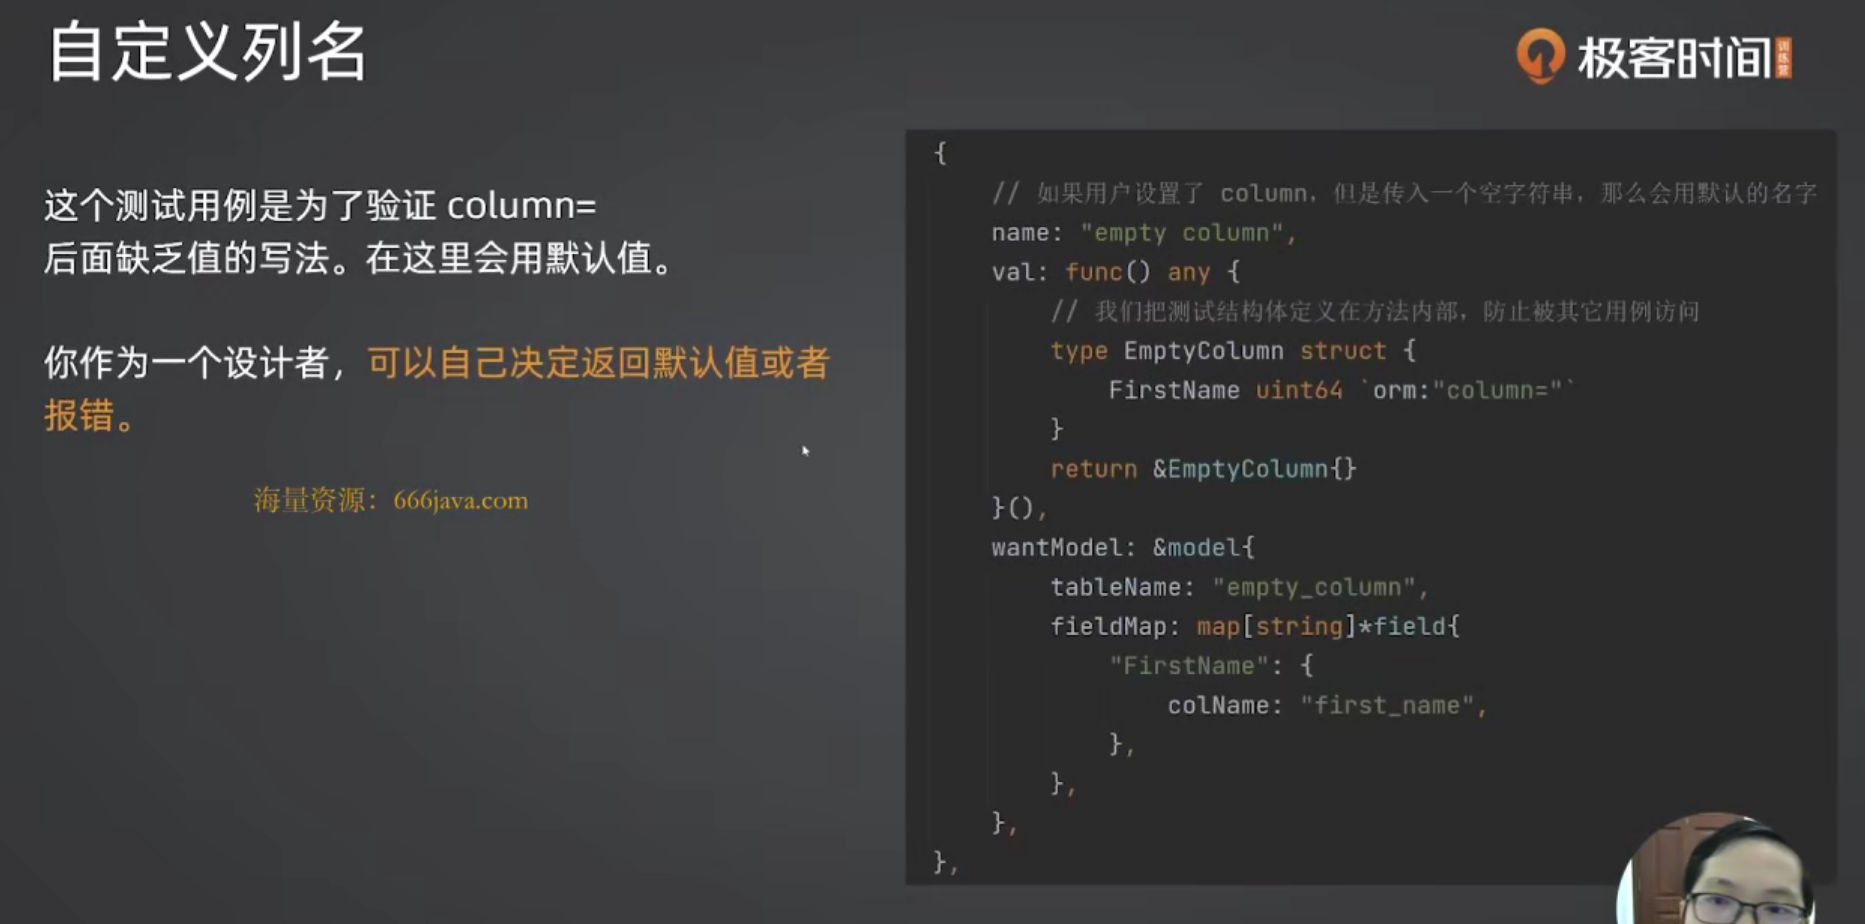 自定义列名
极客时间
训练营
这个测试用例是为了验证 column=
后面缺乏值的写法。在这里会用默认值。
你作为一个设计者，可以自己决定返回默认值或者
报错。
海量资源：666java.com
{
// 如果用户设置了 column，但是传入一个空字符串，那么会用默认的名字
name: "empty column",
val: func() any {
// 我们把测试结构体定义在方法内部，防止被其它用例访问
type EmptyColumn struct {
FirstName uint64 `orm:"column="`
}
return &EmptyColumn{}
}(),
wantModel: &model{
tableName: "empty_column",
fieldMap: map[string]*field{
"FirstName": {
colName: "first_name",
},
},
},
},